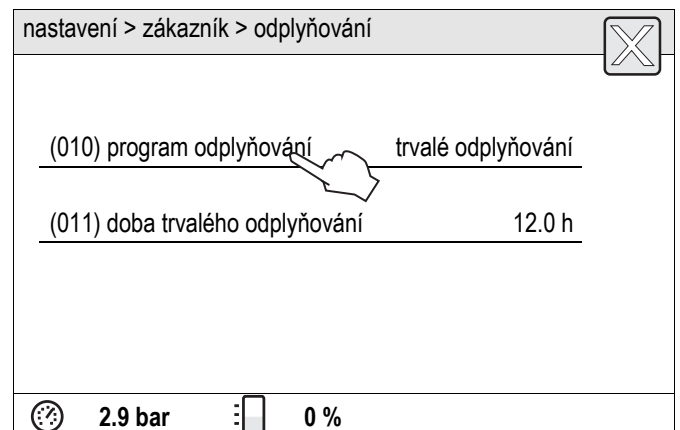 nastavení > zákazník > odplyňování
(010) program odplyňování trvalé odplyňování
(011) doba trvalého odplyňování 12.0 h
2.9 bar 0 %